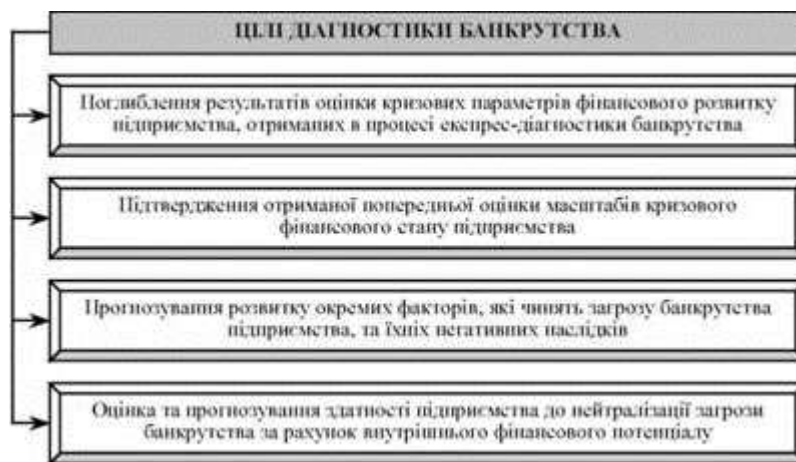 ЦІЛІ ДІАГНОСТИКИ БАНКРУТСТВА
Поглиблення результатів оцінки кризових параметрів фінансового розвитку
підприємства, отриманих в процесі експрес-діагностики банкрутства
Підтвердження отриманої попередньої оцінки масштабів кризового
фінансового стану підприємства
Прогнозування розвитку окремих факторів, які чинять загрозу банкрутства
підприємства, та їхніх негативних наслідків
Оцінка та прогнозування здатності підприємства до нейтралізації загрози
банкрутства за рахунок внутрішнього фінансового потенціалу